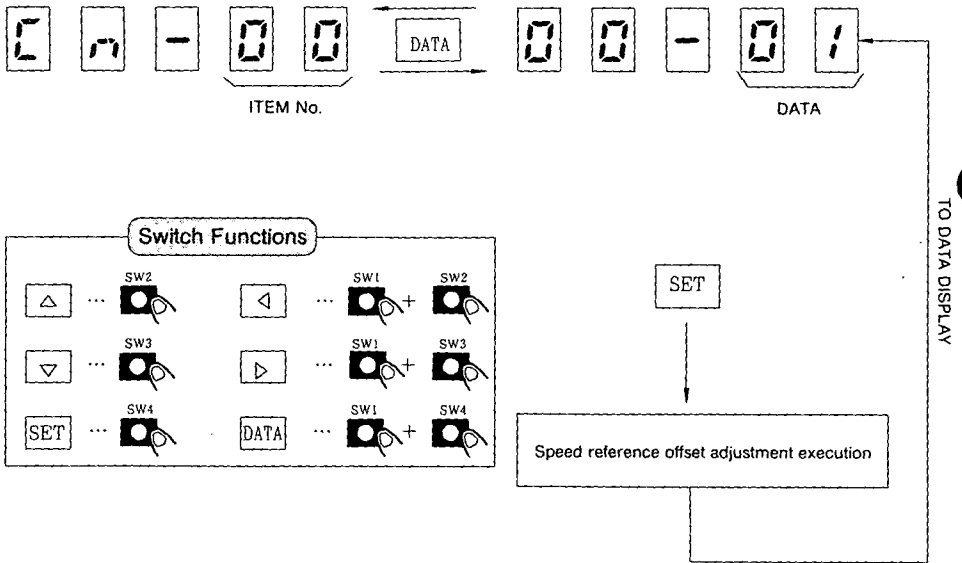 Cn-00 DATA 00-01
ITEM No. DATA
TO DATA DISPLAY
Switch Functions
SW2 SW1 SW2
△ ... ◁ ... +
SW3 SW1 SW3
▽ ... ▷ ... +
SW4 SW1 SW4
SET ... DATA ... +
SET
Speed reference offset adjustment execution